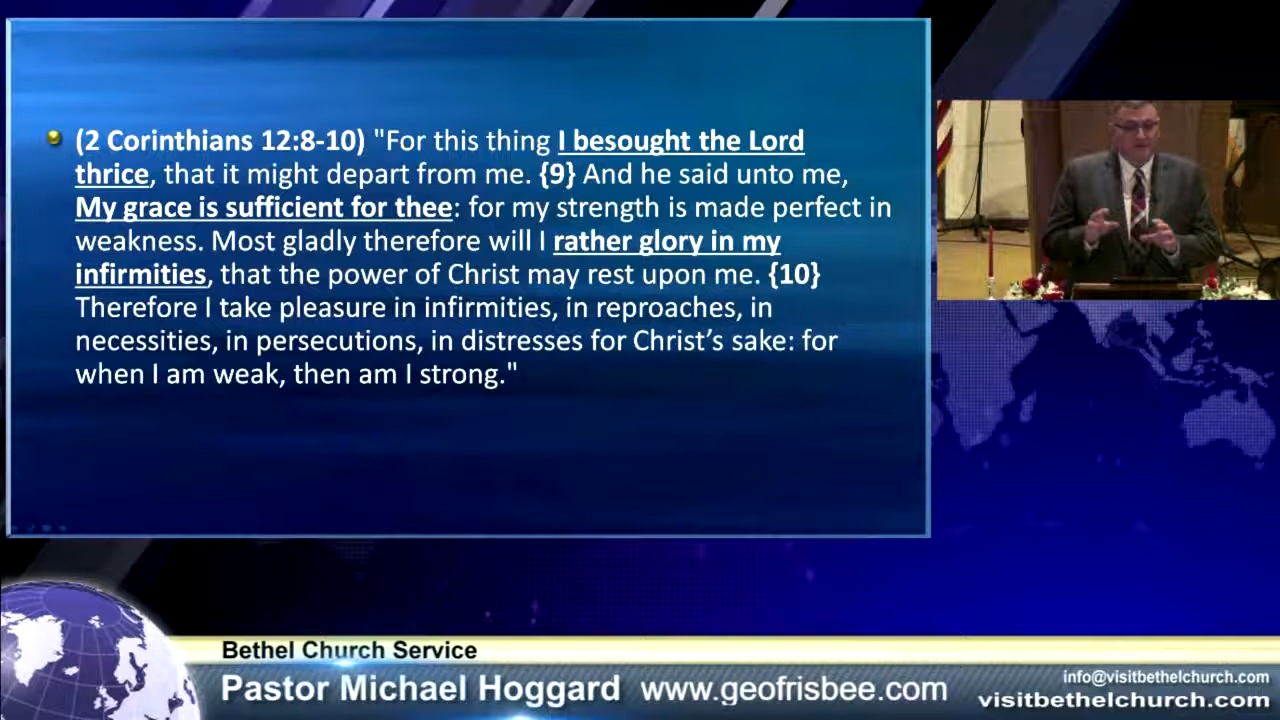 (2 Corinthians 12:8-10) "For this thing I besought the Lord
thrice, that it might depart from me. {9} And he said unto me,
My grace is sufficient for thee: for my strength is made perfect in
weakness. Most gladly therefore will I rather glory in my
infirmities, that the power of Christ may rest upon me. {10}
Therefore I take pleasure in infirmities, in reproaches, in
necessities, in persecutions, in distresses for Christ’s sake: for
when I am weak, then am I strong."
Bethel Church Service
Pastor Michael Hoggard www.geofrisbee.com
info@visitbethelchurch.com
visitbethelchurch.com